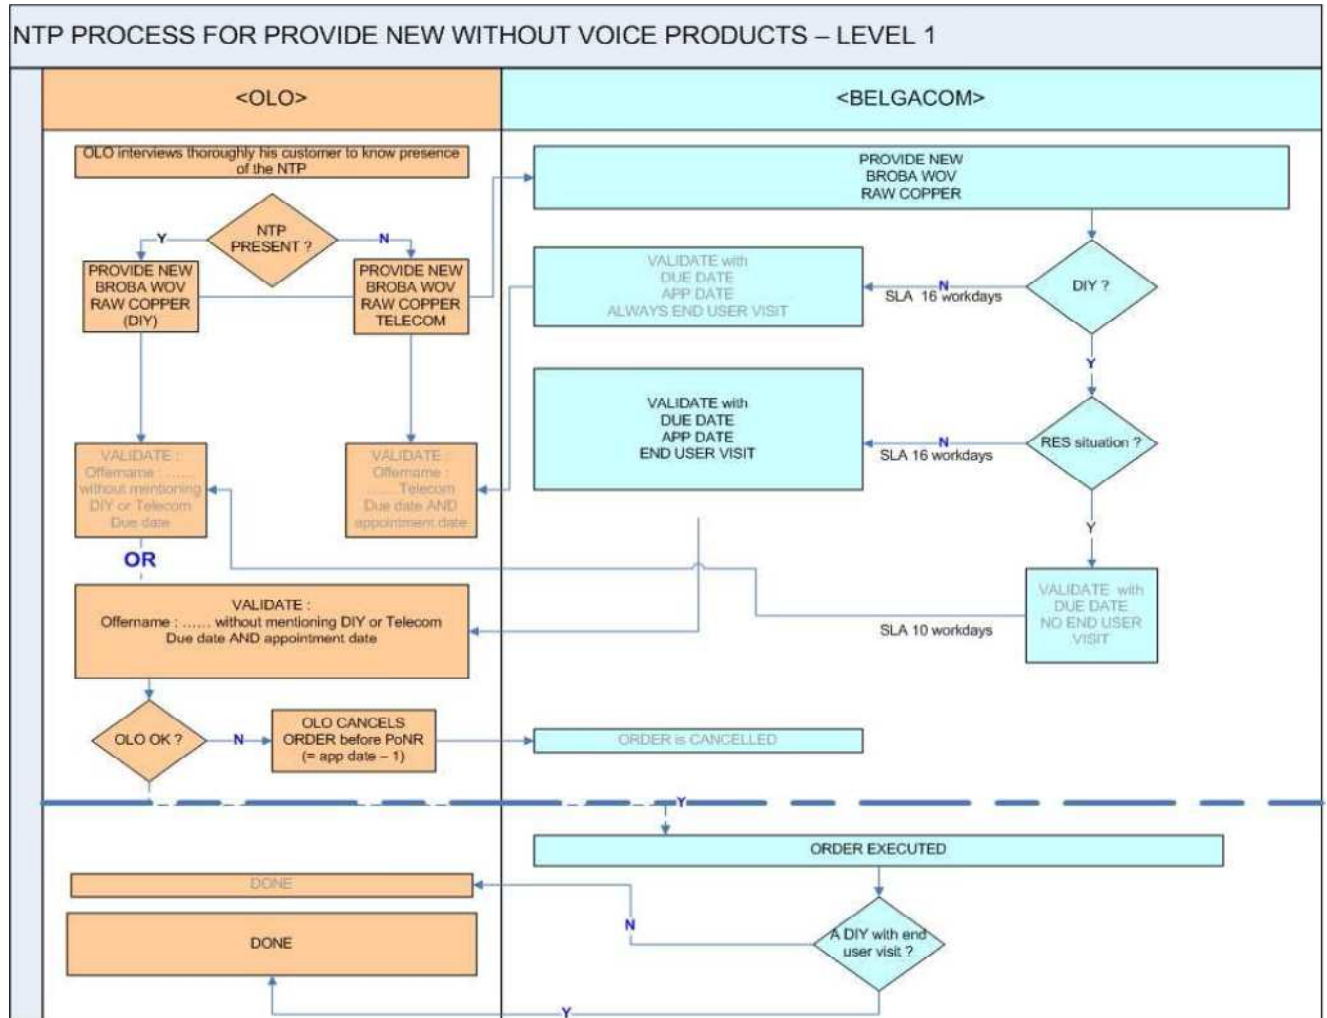 NTP PROCESS FOR PROVIDE NEW WITHOUT VOICE PRODUCTS – LEVEL 1
<OLO>
<BELGACOM>
OLO interviews thoroughly his customer to know presence
of the NTP
NTP
PRESENT ?
Y
N
PROVIDE NEW
BROBA WOV
RAW COPPER
(DIY)
PROVIDE NEW
BROBA WOV
RAW COPPER
TELECOM
PROVIDE NEW
BROBA WOV
RAW COPPER
DIY ?
N
SLA 16 workdays
VALIDATE with
DUE DATE
APP DATE
ALWAYS END USER VISIT
Y
RES situation ?
N
SLA 16 workdays
VALIDATE with
DUE DATE
APP DATE
END USER VISIT
Y
VALIDATE :
Offername : ......
without mentioning
DIY or Telecom
Due date
VALIDATE :
Offername :
...... Telecom
Due date AND
appointment date
OR
VALIDATE with
DUE DATE
NO END USER
VISIT
SLA 10 workdays
VALIDATE :
Offername : ...... without mentioning DIY or Telecom
Due date AND appointment date
OLO OK ?
N
OLO CANCELS
ORDER before PoNR
(= app date – 1)
ORDER is CANCELLED
Y
ORDER EXECUTED
DONE
N
A DIY with end
user visit ?
DONE
Y